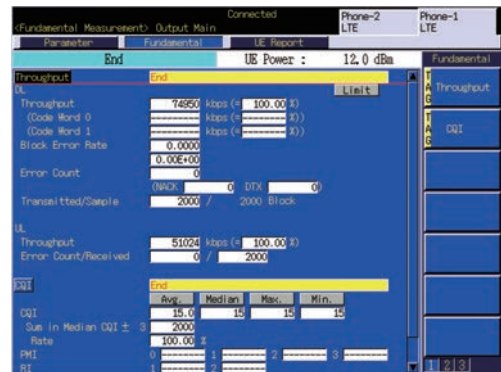 Connected
<Fundamental Measurement> Output Main
Phone-2 LTE
Phone-1 LTE
Parameter Fundamental UE Report
End UE Power : 12.0 dBm
Fundamental
Throughput End
DL Limit
Throughput 74950 kbps (= 100.00 %)
(Code Word 0 -------- kbps (= ------ %))
(Code Word 1 -------- kbps (= ------ %))
Block Error Rate 0.0000
0.00E+00
Error Count 0
(NACK 0 DTX 0)
Transmitted/Sample 2000 / 2000 Block
UL
Throughput 51024 kbps (= 100.00 %)
Error Count/Received 0 / 2000
CQI End
Avg. Median Max. Min.
CQI 15.0 15 15 15
Sum in Median CQI ± 3 2000
Rate 100.00 %
PMI 0 -------- 1 -------- 2 -------- 3 --------
RI 1 -------- 2 --------
TAG Throughput
TAG CQI
1 2 3